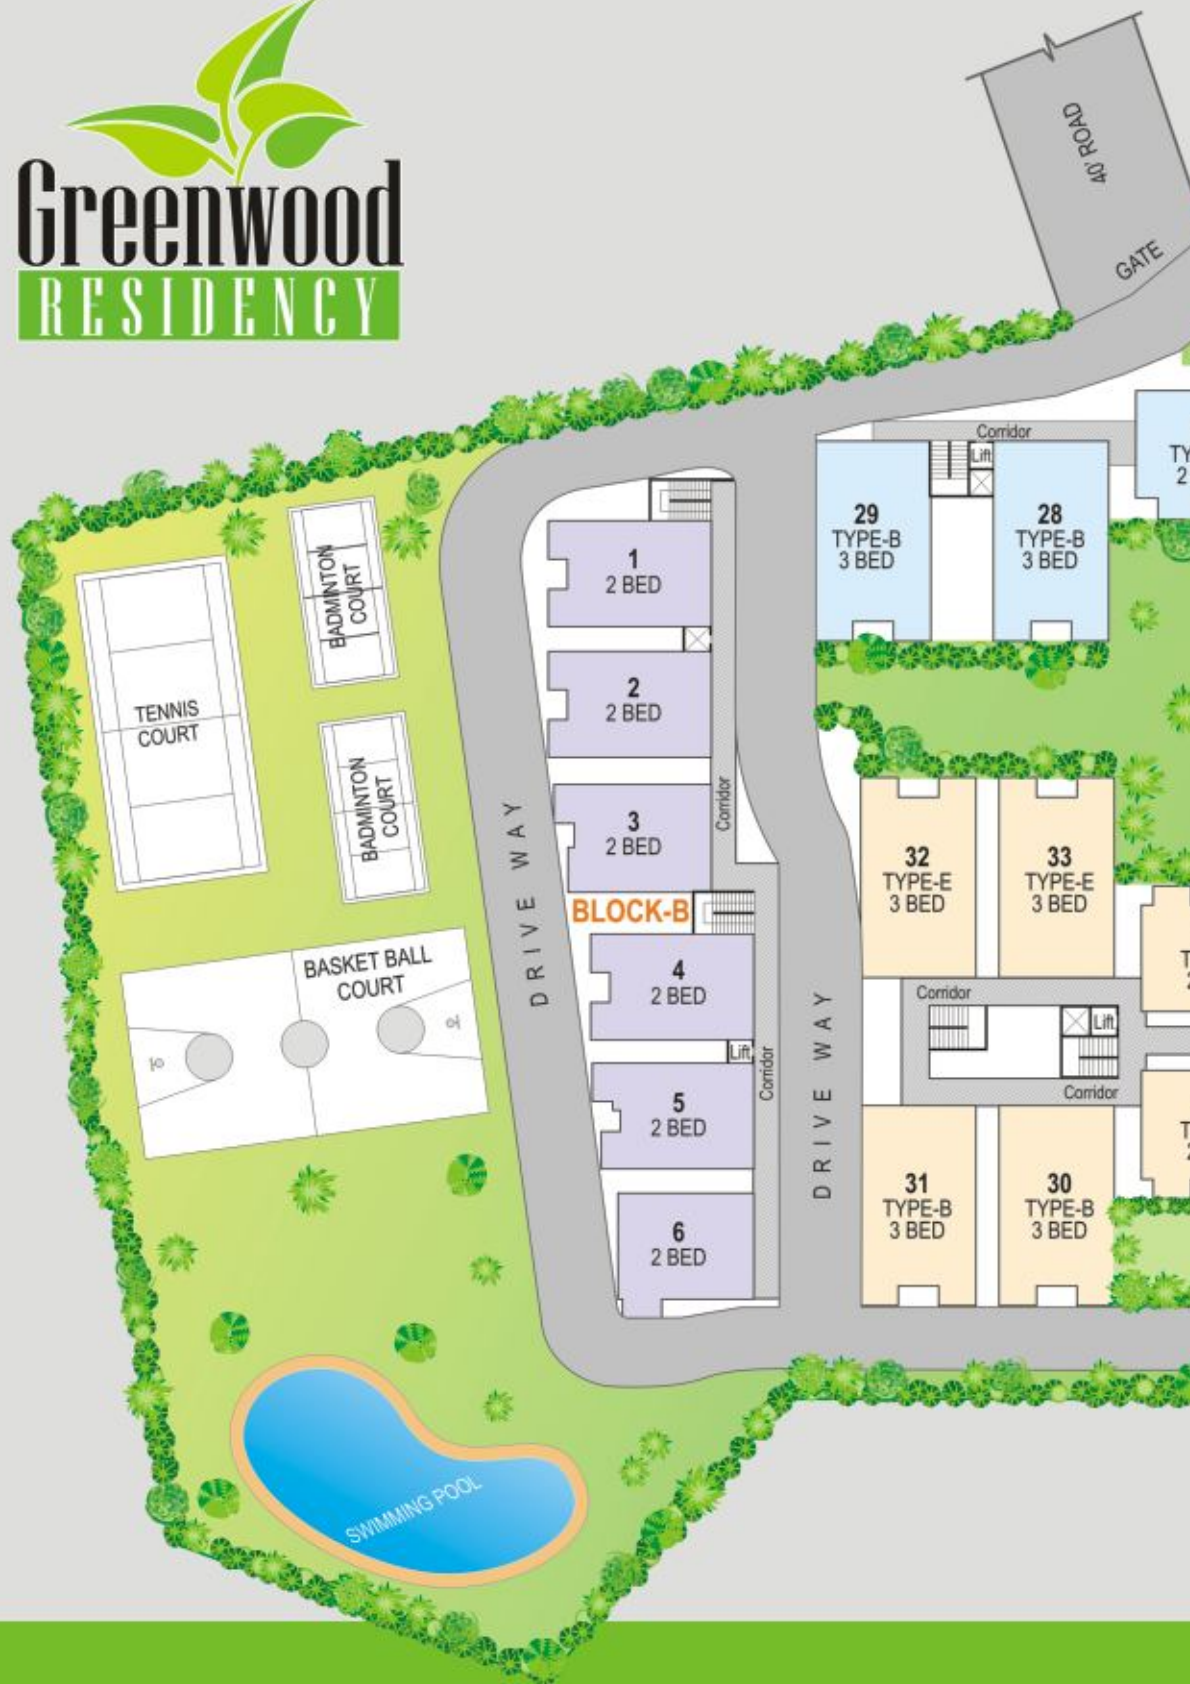 Greenwood
RESIDENCY
40' ROAD
GATE
Corridor
Lift
29
TYPE-B
3 BED
28
TYPE-B
3 BED
TY
2
1
2 BED
2
2 BED
3
2 BED
Corridor
BLOCK-B
4
2 BED
Lift
5
2 BED
Corridor
6
2 BED
BADMINTON
COURT
TENNIS
COURT
BADMINTON
COURT
DRIVE WAY
BASKET BALL
COURT
DRIVE WAY
32
TYPE-E
3 BED
33
TYPE-E
3 BED
T
Corridor
Lift
Corridor
T
31
TYPE-B
3 BED
30
TYPE-B
3 BED
SWIMMING POOL